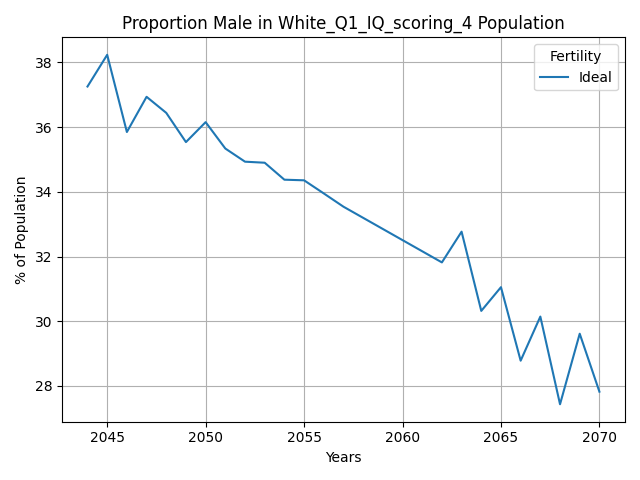 Proportion Male in White_Q1_IQ_scoring_4 Population
Fertility
Ideal
38
36
34
32
30
28
% of Population
2045 2050 2055 2060 2065 2070
Years